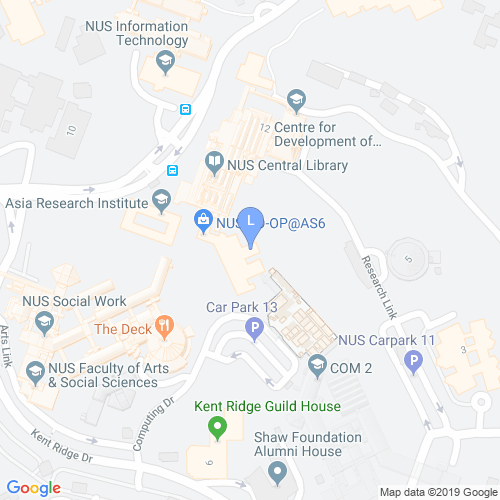 NUS Information
Technology
10
12
Centre for
Development of...
NUS Central Library
Asia Research Institute
L
NUS
-OP@AS6
5
Research Link
NUS Social Work
Car Park 13
The Deck
P
NUS Carpark 11
P
3
Arts Link
NUS Faculty of Arts
& Social Sciences
COM 2
Computing Dr
Kent Ridge Guild House
Kent Ridge Dr
9
Shaw Foundation
Alumni House
Google
Map data ©2019 Google